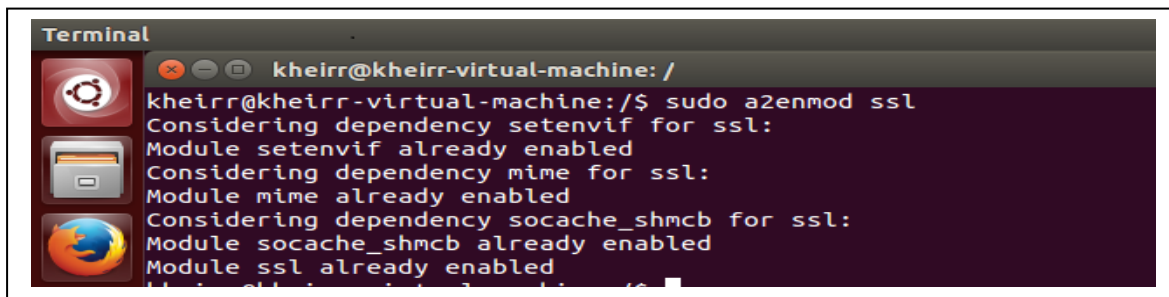 Terminal
kheirr@kheirr-virtual-machine: /
kheirr@kheirr-virtual-machine:/$ sudo a2enmod ssl
Considering dependency setenvif for ssl:
Module setenvif already enabled
Considering dependency mime for ssl:
Module mime already enabled
Considering dependency socache_shmcb for ssl:
Module socache_shmcb already enabled
Module ssl already enabled